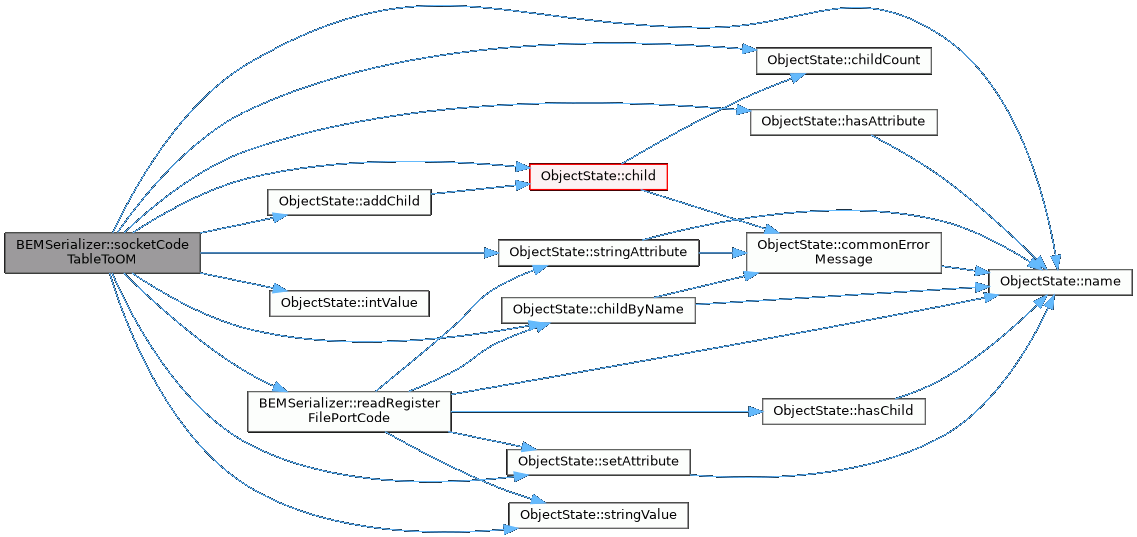 BEMSerializer::socketCode
TableToOM
ObjectState::addChild
ObjectState::intValue
BEMSerializer::readRegister
FilePortCode
ObjectState::child
ObjectState::stringAttribute
ObjectState::childByName
ObjectState::setAttribute
ObjectState::stringValue
ObjectState::childCount
ObjectState::hasAttribute
ObjectState::commonError
Message
ObjectState::hasChild
ObjectState::name